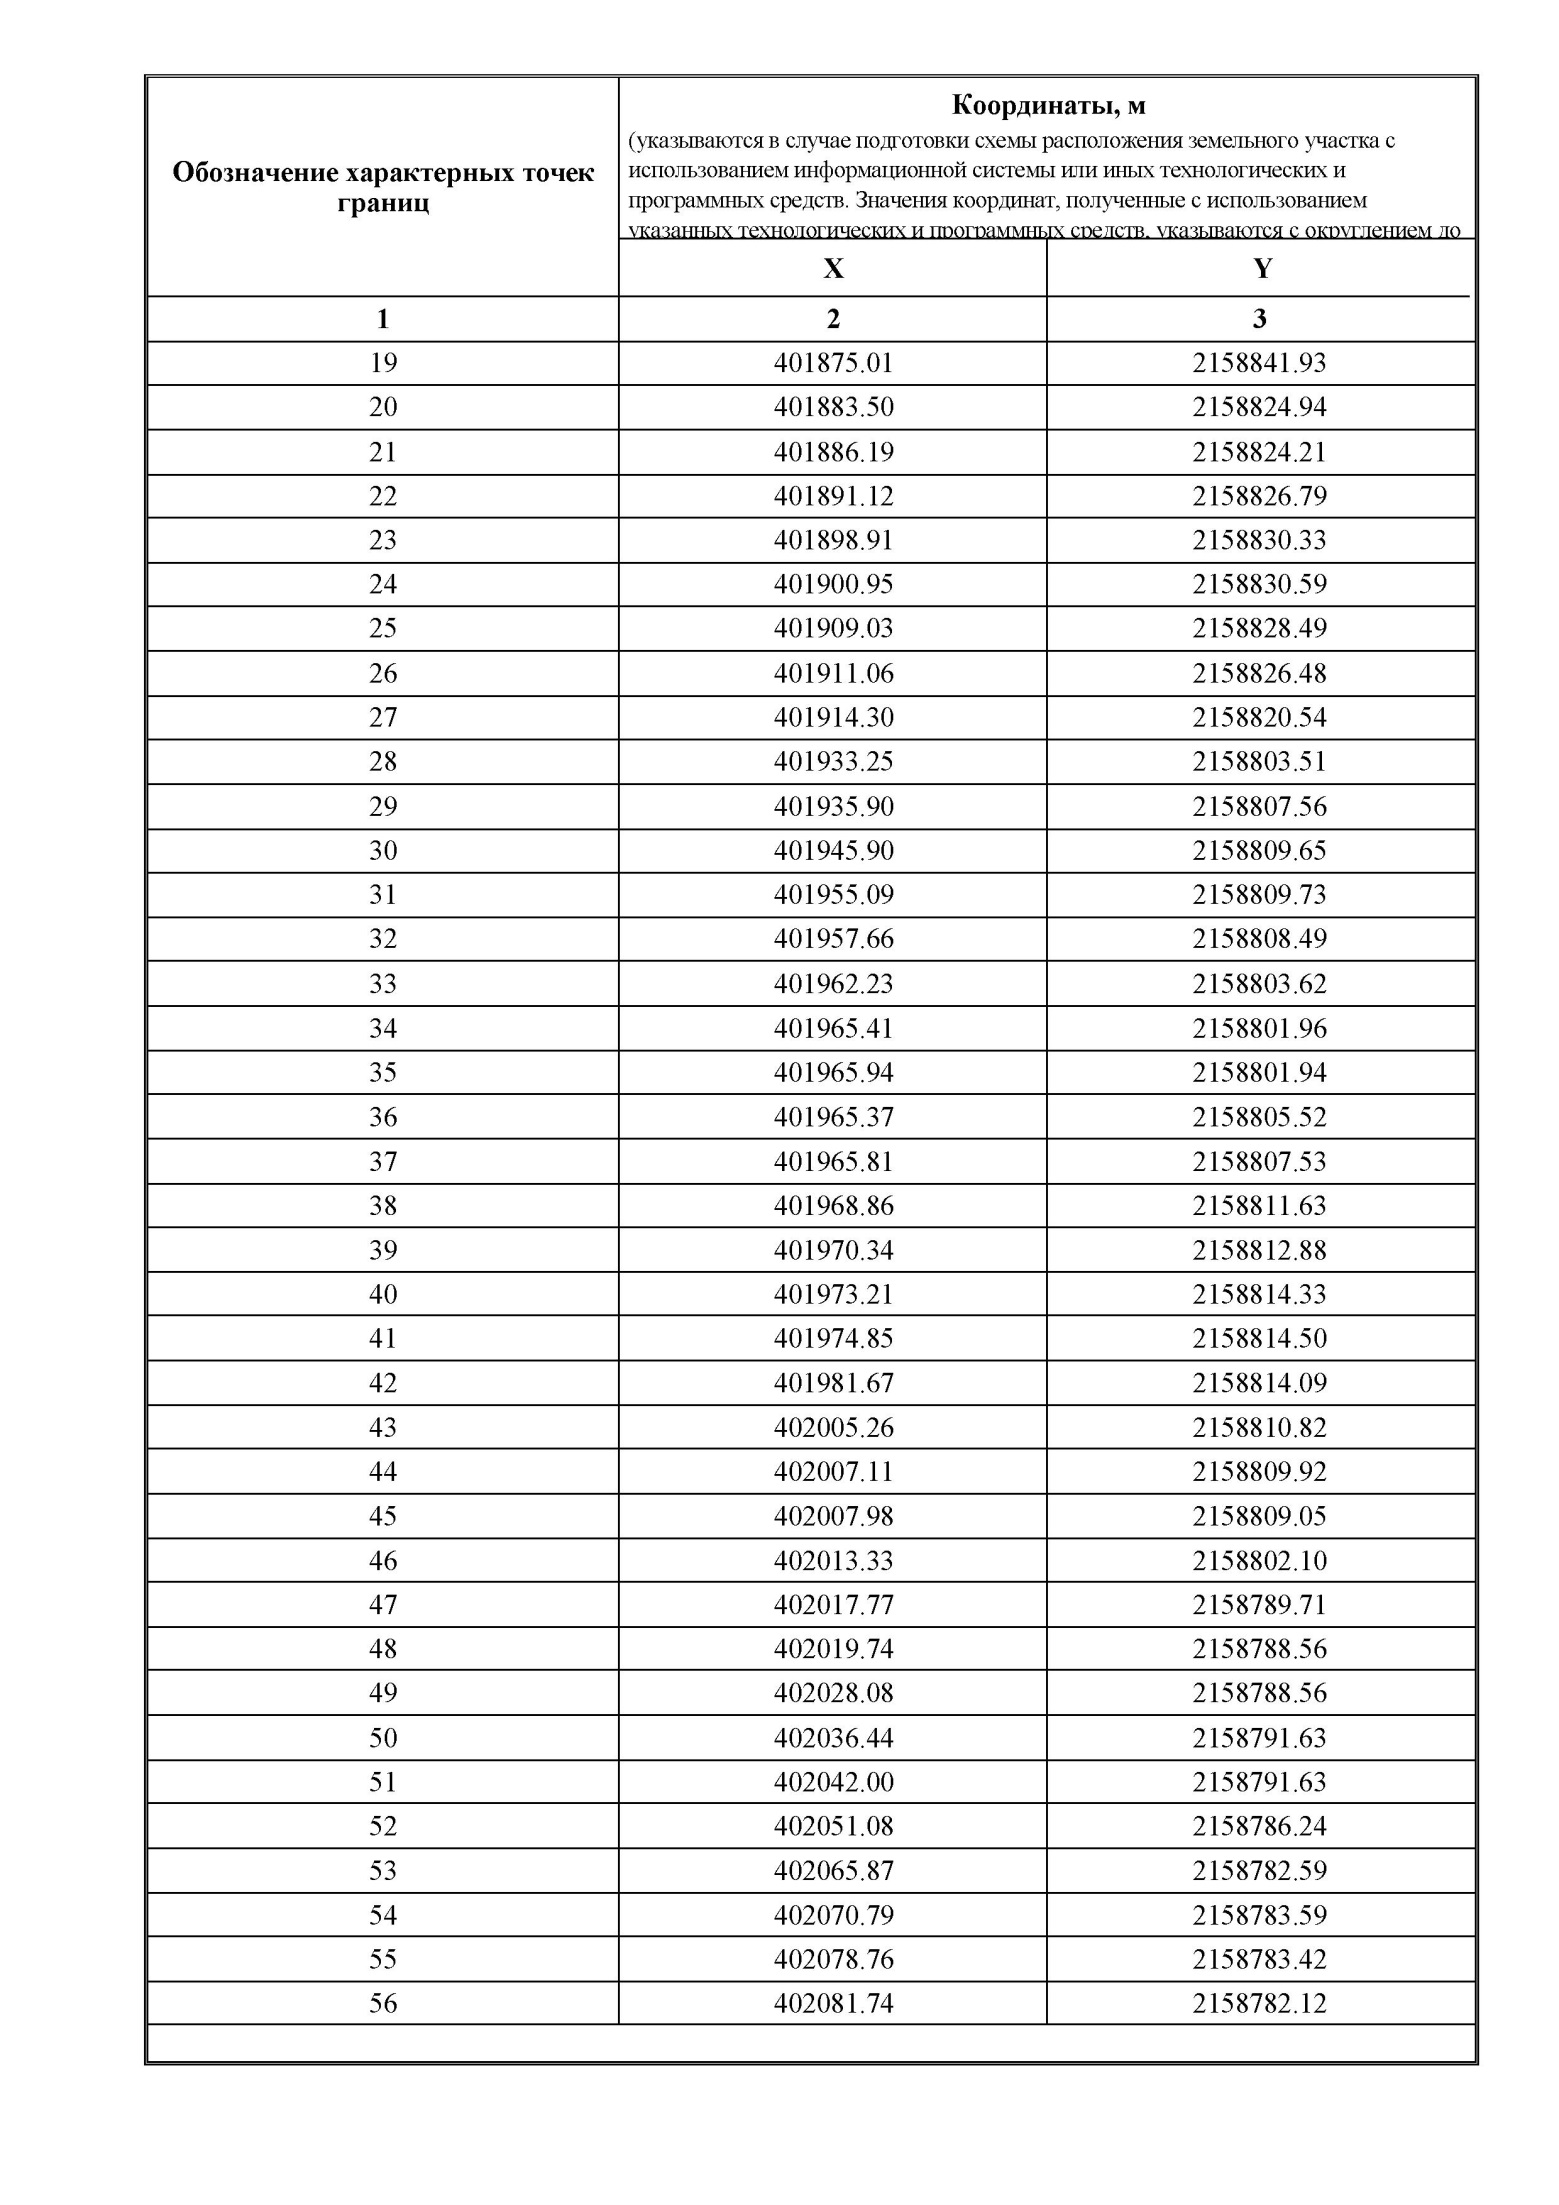 Обозначение характерных точек
границ
Координаты, м
(указываются в случае подготовки схемы расположения земельного участка с
использованием информационной системы или иных технологических и
программных средств. Значения координат, полученные с использованием
указанных технологических и программных средств, указываются с округлением до
X Y
1 2 3
19 401875.01 2158841.93
20 401883.50 2158824.94
21 401886.19 2158824.21
22 401891.12 2158826.79
23 401898.91 2158830.33
24 401900.95 2158830.59
25 401909.03 2158828.49
26 401911.06 2158826.48
27 401914.30 2158820.54
28 401933.25 2158803.51
29 401935.90 2158807.56
30 401945.90 2158809.65
31 401955.09 2158809.73
32 401957.66 2158808.49
33 401962.23 2158803.62
34 401965.41 2158801.96
35 401965.94 2158801.94
36 401965.37 2158805.52
37 401965.81 2158807.53
38 401968.86 2158811.63
39 401970.34 2158812.88
40 401973.21 2158814.33
41 401974.85 2158814.50
42 401981.67 2158814.09
43 402005.26 2158810.82
44 402007.11 2158809.92
45 402007.98 2158809.05
46 402013.33 2158802.10
47 402017.77 2158789.71
48 402019.74 2158788.56
49 402028.08 2158788.56
50 402036.44 2158791.63
51 402042.00 2158791.63
52 402051.08 2158786.24
53 402065.87 2158782.59
54 402070.79 2158783.59
55 402078.76 2158783.42
56 402081.74 2158782.12